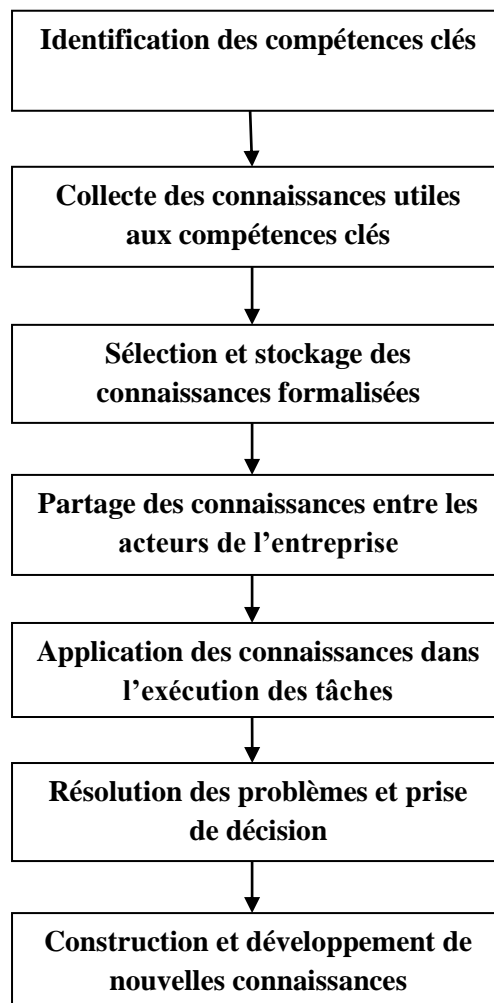 Identification des compétences clés
Collecte des connaissances utiles
aux compétences clés
Sélection et stockage des
connaissances formalisées
Partage des connaissances entre les
acteurs de l’entreprise
Application des connaissances dans
l’exécution des tâches
Résolution des problèmes et prise
de décision
Construction et développement de
nouvelles connaissances